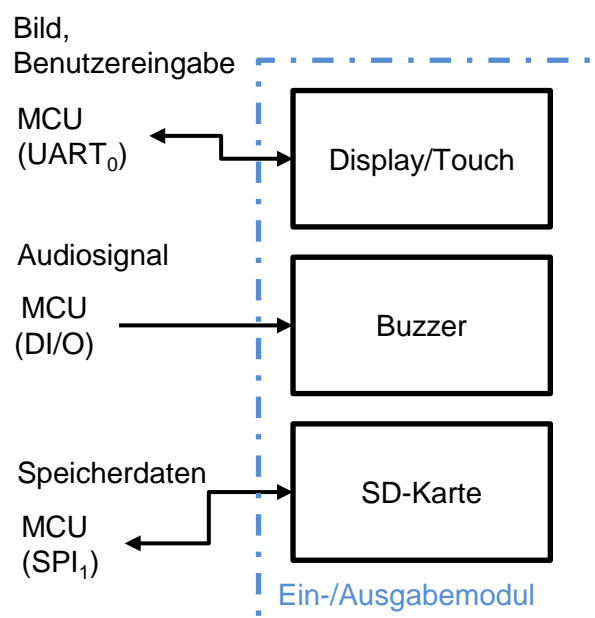 Bild,
Benutzereingabe
MCU
(UART₀)
Display/Touch
Audiosignal
MCU
(DI/O)
Buzzer
Speicherdaten
MCU
(SPI₁)
SD-Karte
Ein-/Ausgabemodul